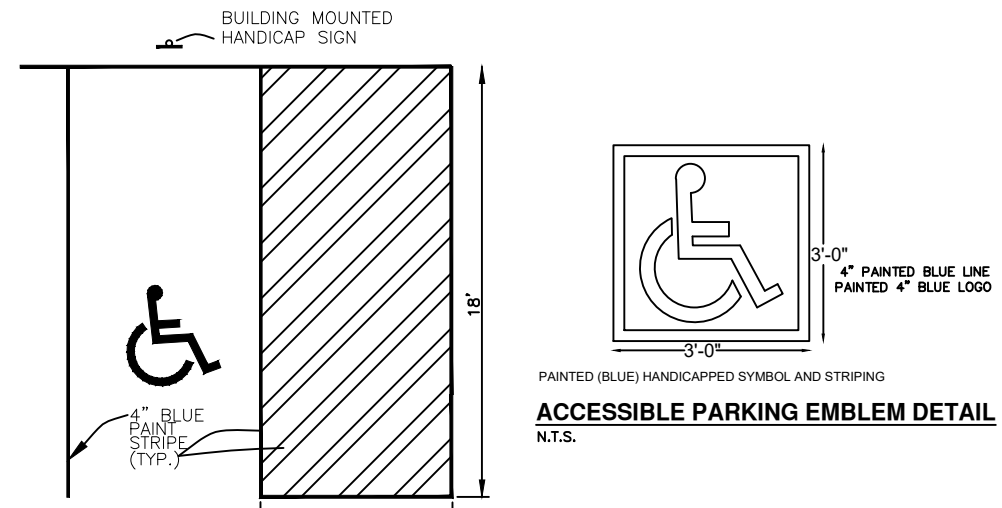 BUILDING MOUNTED
HANDICAP SIGN
18'
4" BLUE
PAINT
STRIPE
(TYP.)
3'-0"
4" PAINTED BLUE LINE
PAINTED 4" BLUE LOGO
3'-0"
PAINTED (BLUE) HANDICAPPED SYMBOL AND STRIPING
ACCESSIBLE PARKING EMBLEM DETAIL
N.T.S.